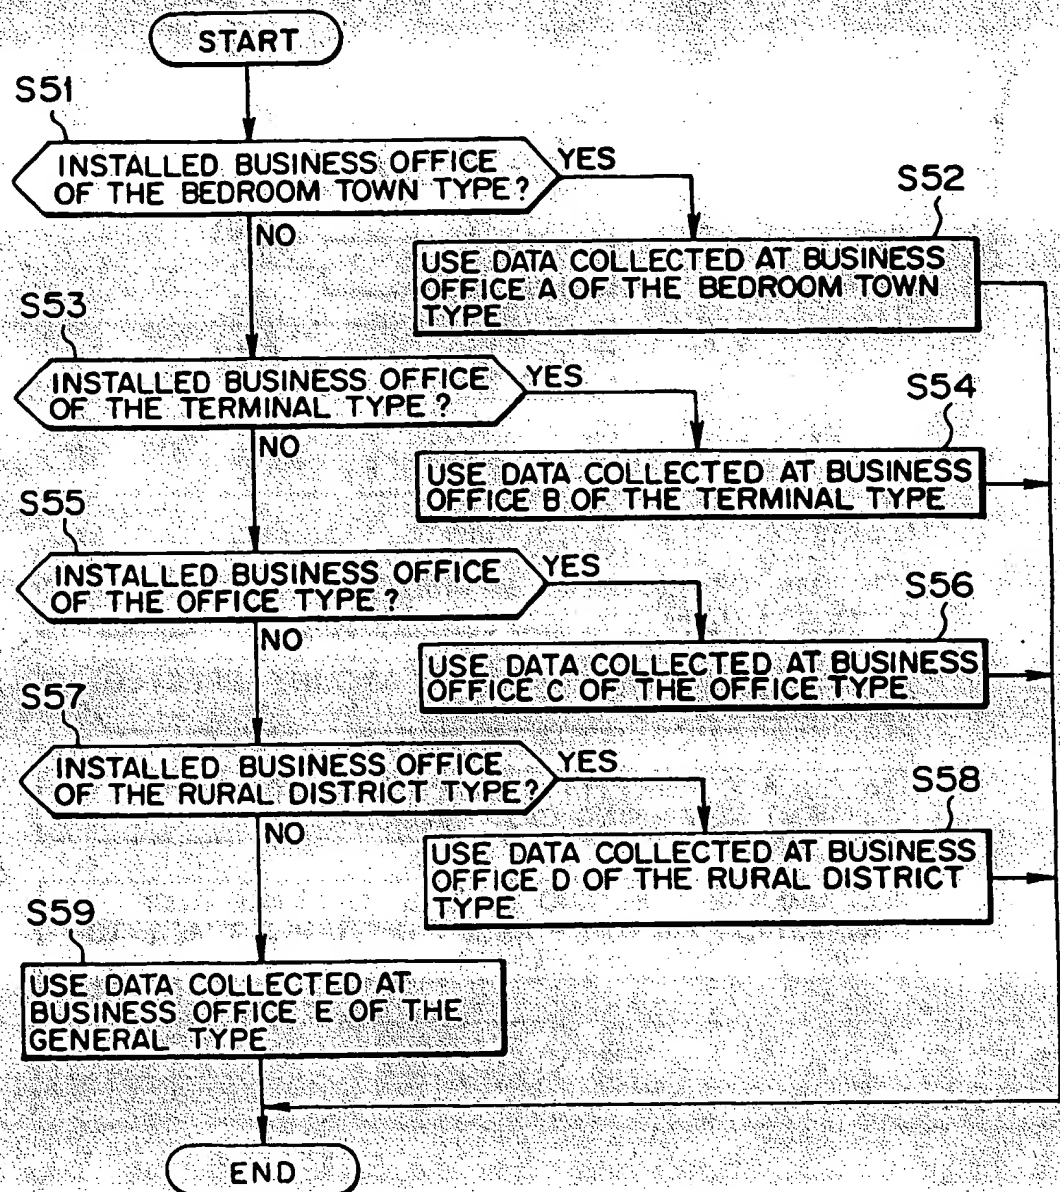 START
S51
INSTALLED BUSINESS OFFICE
OF THE BEDROOM TOWN TYPE?
YES
NO
S52
USE DATA COLLECTED AT BUSINESS
OFFICE A OF THE BEDROOM TOWN
TYPE
S53
INSTALLED BUSINESS OFFICE
OF THE TERMINAL TYPE?
YES
NO
S54
USE DATA COLLECTED AT BUSINESS
OFFICE B OF THE TERMINAL TYPE
S55
INSTALLED BUSINESS OFFICE
OF THE OFFICE TYPE?
YES
NO
S56
USE DATA COLLECTED AT BUSINESS
OFFICE C OF THE OFFICE TYPE
S57
INSTALLED BUSINESS OFFICE
OF THE RURAL DISTRICT TYPE?
YES
NO
S58
USE DATA COLLECTED AT BUSINESS
OFFICE D OF THE RURAL DISTRICT
TYPE
S59
USE DATA COLLECTED AT
BUSINESS OFFICE E OF THE
GENERAL TYPE
END